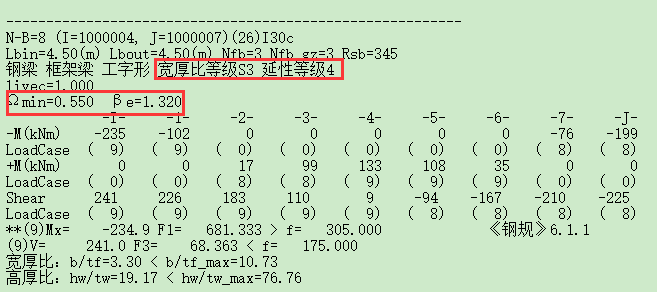 ---------------------------------------------------------
N-B=8 (I=1000004, J=1000007)(26)I30c
Lbin=4.50(m) Lbout=4.50(m) Nfb=3 Nfb_gz=3 Rsb=345
钢梁 框架梁 工字形 宽厚比等级S3 延性等级4
livec=1.000
Ωmin=0.550 βe=1.320
-I- -1- -2- -3- -4- -5- -6- -7- -J-
-M(kNm) -235 -102 0 0 0 0 0 -76 -199
LoadCase ( 9) ( 9) ( 0) ( 0) ( 0) ( 0) ( 0) ( 8) ( 8)
+M(kNm) 0 0 17 99 133 108 35 0 0
LoadCase ( 0) ( 0) ( 8) ( 8) ( 9) ( 9) ( 9) ( 0) ( 0)
Shear 241 226 183 110 9 -94 -167 -210 -225
LoadCase ( 9) ( 9) ( 9) ( 9) ( 9) ( 8) ( 8) ( 8) ( 8)
**(9)Mx= -234.9 F1= 681.333 > f= 305.000 《钢规》6.1.1
(9)V= 241.0 F3= 68.363 < f= 175.000
宽厚比: b/tf=3.30 < b/tf_max=10.73
高厚比: hw/tw=19.17 < hw/tw_max=76.76